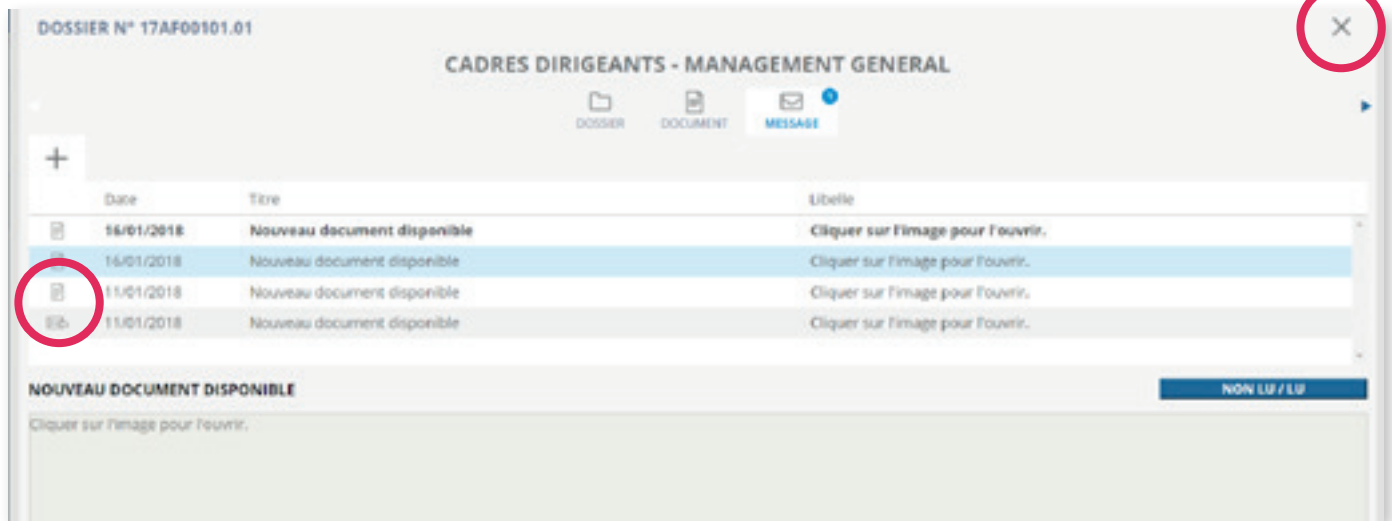 DOSSIER N° 17AF00101.01
CADRES DIRIGEANTS - MANAGEMENT GENERAL
DOSSIER DOCUMENT MESSAGE
Date Titre Libelle
16/01/2018 Nouveau document disponible Cliquer sur l'image pour l'ouvrir.
16/01/2018 Nouveau document disponible Cliquer sur l'image pour l'ouvrir.
11/01/2018 Nouveau document disponible Cliquer sur l'image pour l'ouvrir.
11/01/2018 Nouveau document disponible Cliquer sur l'image pour l'ouvrir.
NOUVEAU DOCUMENT DISPONIBLE NON LU / LU
Cliquer sur l'image pour l'ouvrir.